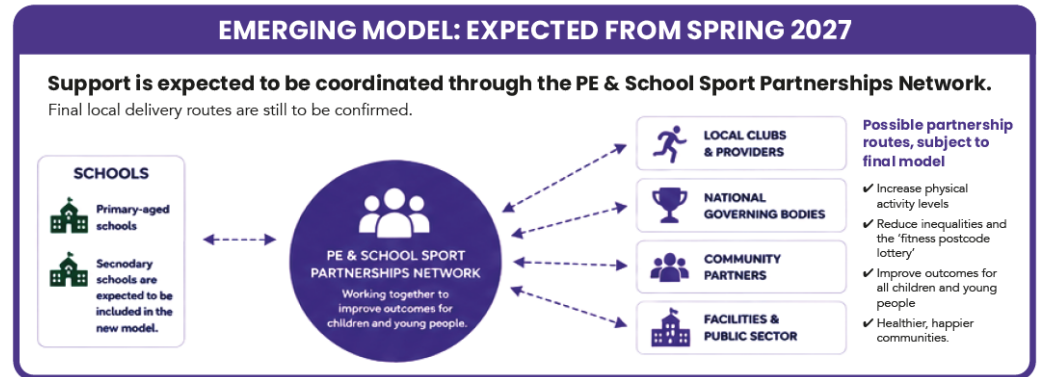 EMERGING MODEL: EXPECTED FROM SPRING 2027
Support is expected to be coordinated through the PE & School Sport Partnerships Network.
Final local delivery routes are still to be confirmed.
SCHOOLS
Primary-aged
schools
Secnodary
schools are
expected to be
included in the
new model.
PE & SCHOOL SPORT
PARTNERSHIPS NETWORK
Working together to
improve outcomes for
children and young people.
LOCAL CLUBS
& PROVIDERS
NATIONAL
GOVERNING BODIES
COMMUNITY
PARTNERS
FACILITIES &
PUBLIC SECTOR
Possible partnership
routes, subject to
final model
✔ Increase physical
activity levels
✔ Reduce inequalities and
the ‘fitness postcode
lottery’
✔ Improve outcomes for
all children and young
people
✔ Healthier, happier
communities.